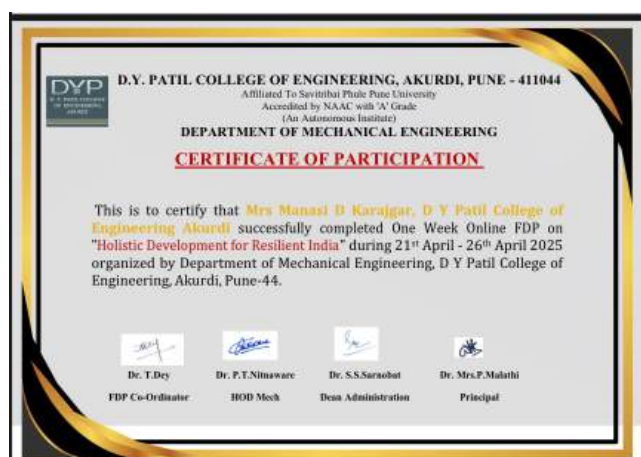 DYP
D.Y. PATIL COLLEGE OF ENGINEERING, AKURDI, PUNE - 411044
Affiliated To Savitribai Phule Pune University
Accredited by NAAC with 'A' Grade
(An Autonomous Institute)
DEPARTMENT OF MECHANICAL ENGINEERING
CERTIFICATE OF PARTICIPATION
This is to certify that Mrs Manasi D Karajgar, D Y Patil College of
Engineering Akurdi successfully completed One Week Online FDP on
"Holistic Development for Resilient India" during 21st April - 26th April 2025
organized by Department of Mechanical Engineering, D Y Patil College of
Engineering, Akurdi, Pune-44.
Dr. T.Dey Dr. P.T.Nitnaware Dr. S.S.Sarnobat Dr. Mrs.P.Malathi
FDP Co-Ordinator HOD Mech Dean Administration Principal